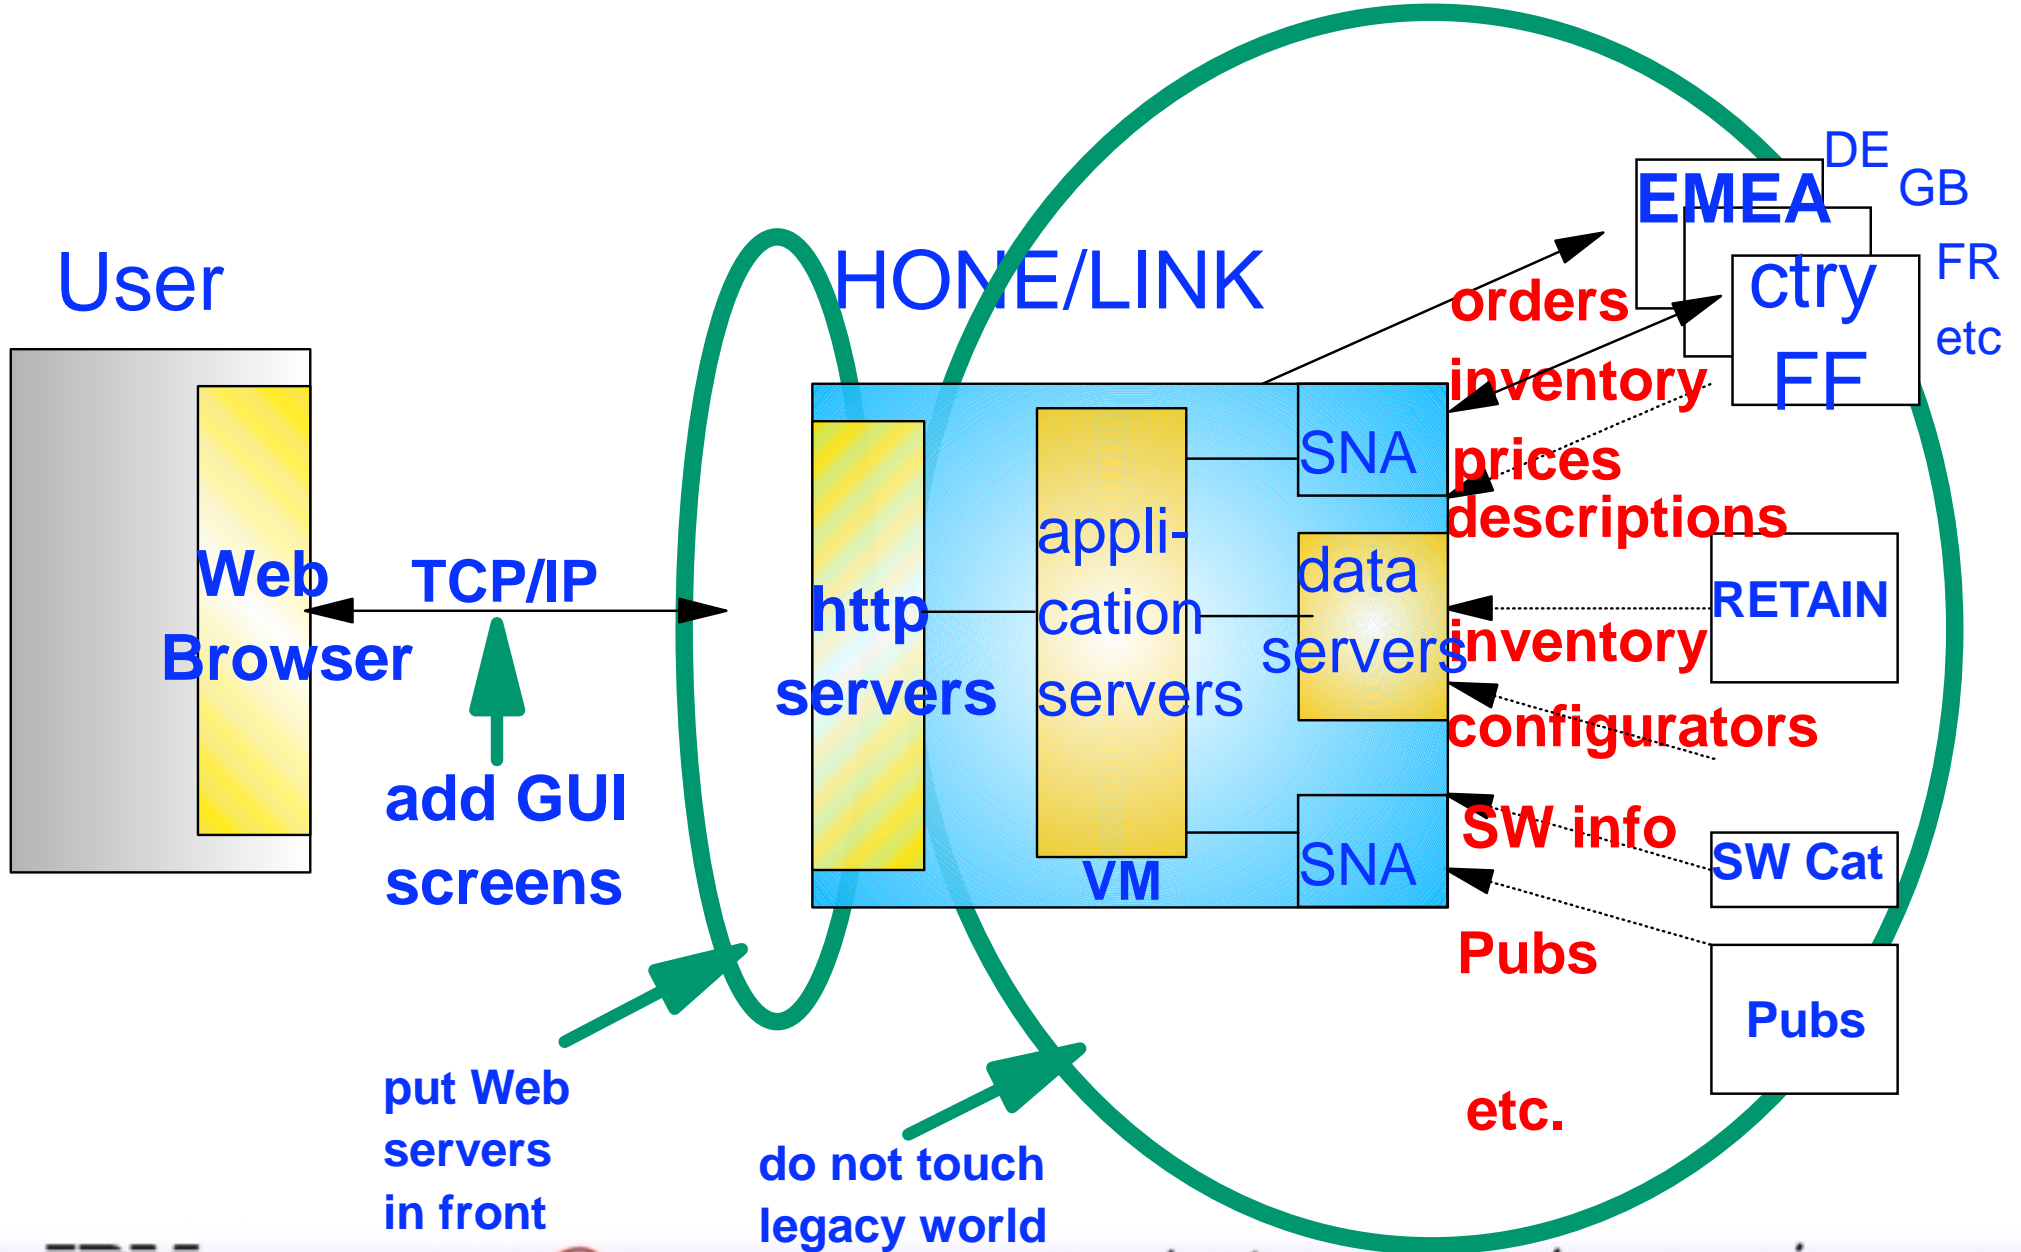 User
Web
Browser
TCP/IP
add GUI
screens
put Web
servers
in front
do not touch
legacy world
HONE/LINK
http
servers
appli-
cation
servers
VM
SNA
data
servers
SNA
orders
inventory
prices
descriptions
inventory
configurators
SW info
Pubs
etc.
EMEA
ctry
FF
DE
GB
FR
etc
RETAIN
SW Cat
Pubs